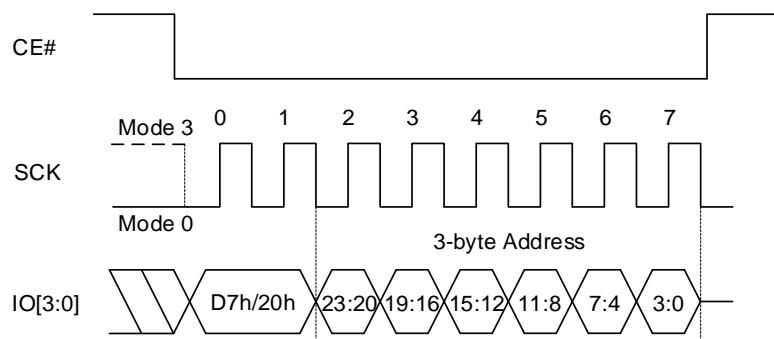 CE#
Mode 3 0 1 2 3 4 5 6 7
SCK
Mode 0
3-byte Address
IO[3:0] D7h/20h 23:20 19:16 15:12 11:8 7:4 3:0